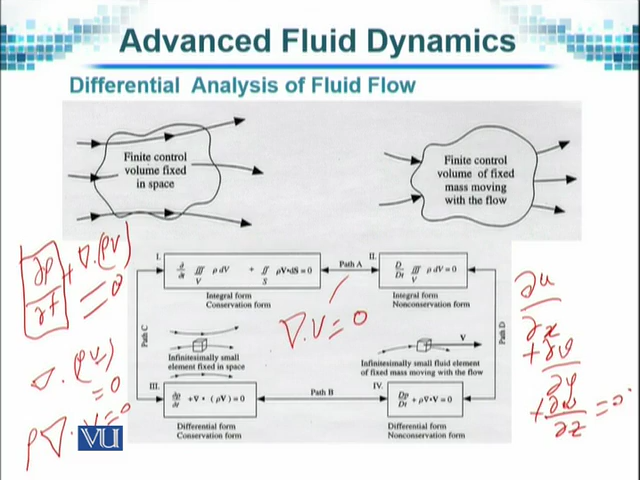 Advanced Fluid Dynamics
Differential Analysis of Fluid Flow
Finite control
volume fixed
in space
Finite control
volume of fixed
mass moving
with the flow
I.
∂/∂t ∭ ρ dV + ∬ ρV•dS = 0
V S
Path A
II.
D/Dt ∭ ρ dV = 0
V
Integral form
Conservation form
Integral form
Nonconservation form
Path C
Path D
Infinitesimally small
element fixed in space
V
Infinitesimally small fluid element
of fixed mass moving with the flow
III.
∂ρ/∂t + ∇ • (ρV) = 0
Path B
IV.
Dρ/Dt + ρ∇•V = 0
Differential form
Conservation form
Differential form
Nonconservation form
∂ρ/∂t + ∇.(ρV) = 0
∇.(ρV) = 0
ρ∇.V = 0
∇.V = 0
∂u/∂x
+ ∂v/∂y
+ ∂w/∂z = 0
VU